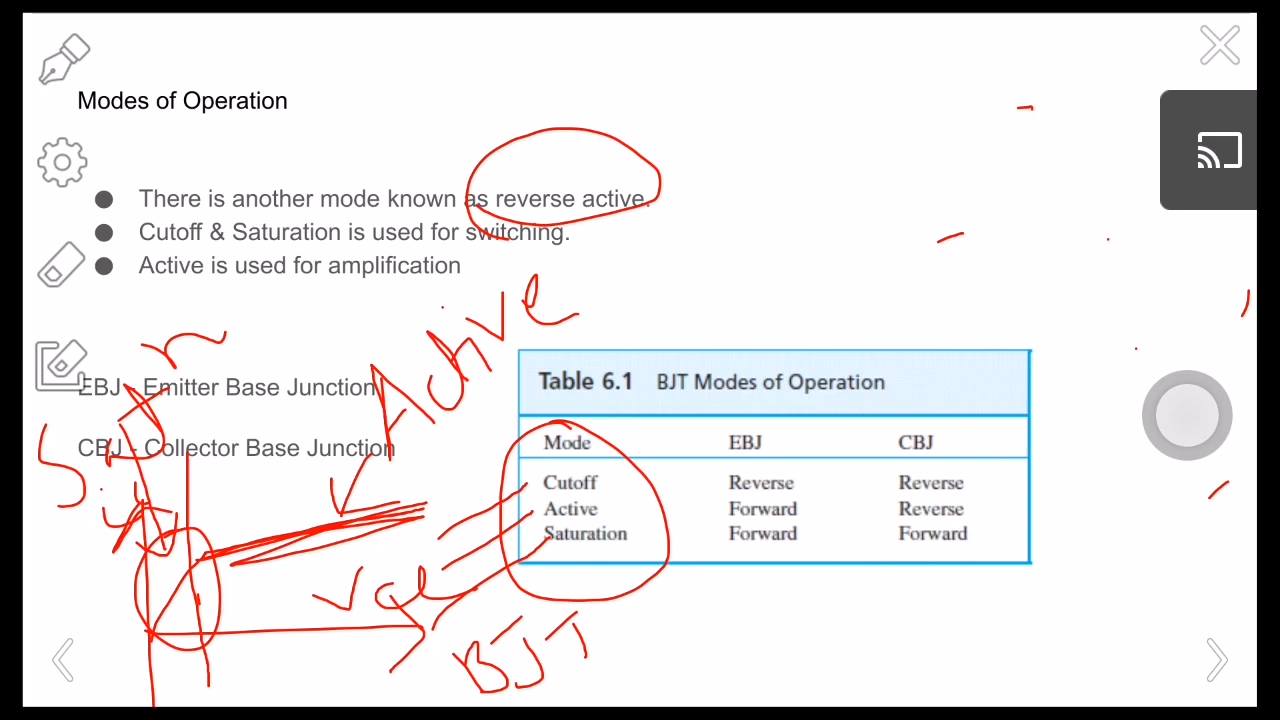 Modes of Operation
● There is another mode known as reverse active.
● Cutoff & Saturation is used for switching.
● Active is used for amplification
Active
EBJ - Emitter Base Junction
CBJ - Collector Base Junction
Table 6.1 BJT Modes of Operation
Mode EBJ CBJ
Cutoff Reverse Reverse
Active Forward Reverse
Saturation Forward Forward
BJT